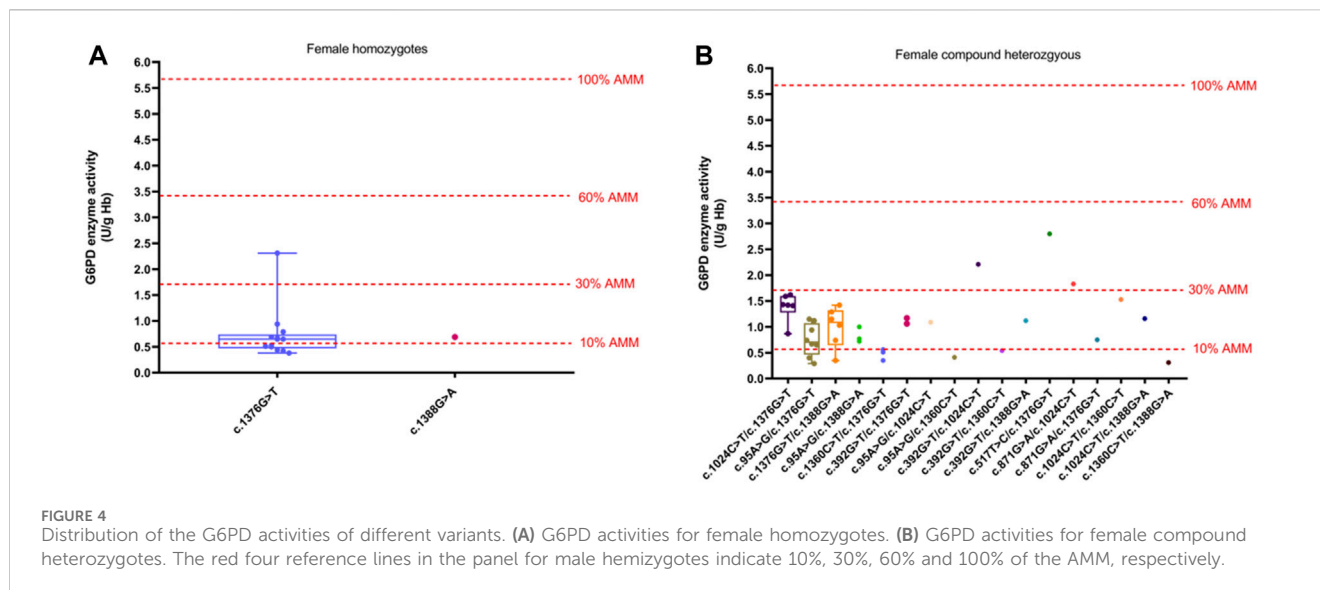 A
Female homozygotes
G6PD enzyme activity
(U/g Hb)
6.0
5.5
5.0
4.5
4.0
3.5
3.0
2.5
2.0
1.5
1.0
0.5
0.0
100% AMM
60% AMM
30% AMM
10% AMM
c.1376G>T
c.1388G>A
B
Female compound heterozgyous
G6PD enzyme activity
(U/g Hb)
6.0
5.5
5.0
4.5
4.0
3.5
3.0
2.5
2.0
1.5
1.0
0.5
0.0
100% AMM
60% AMM
30% AMM
10% AMM
c.1024C>T/c.1376G>T
c.95A>G/c.1376G>T
c.1376G>T/c.1388G>A
c.95A>G/c.1388G>A
c.1360C>T/c.1376G>T
c.392G>T/c.1376G>T
c.95A>G/c.1024C>T
c.95A>G/c.1360C>T
c.392G>T/c.1024C>T
c.392G>T/c.1360C>T
c.392G>T/c.1388G>A
c.517T>C/c.1376G>T
c.871G>A/c.1024C>T
c.871G>A/c.1376G>T
c.1024C>T/c.1360C>T
c.1024C>T/c.1388G>A
c.1360C>T/c.1388G>A
FIGURE 4
Distribution of the G6PD activities of different variants. (A) G6PD activities for female homozygotes. (B) G6PD activities for female compound
heterozygotes. The red four reference lines in the panel for male hemizygotes indicate 10%, 30%, 60% and 100% of the AMM, respectively.